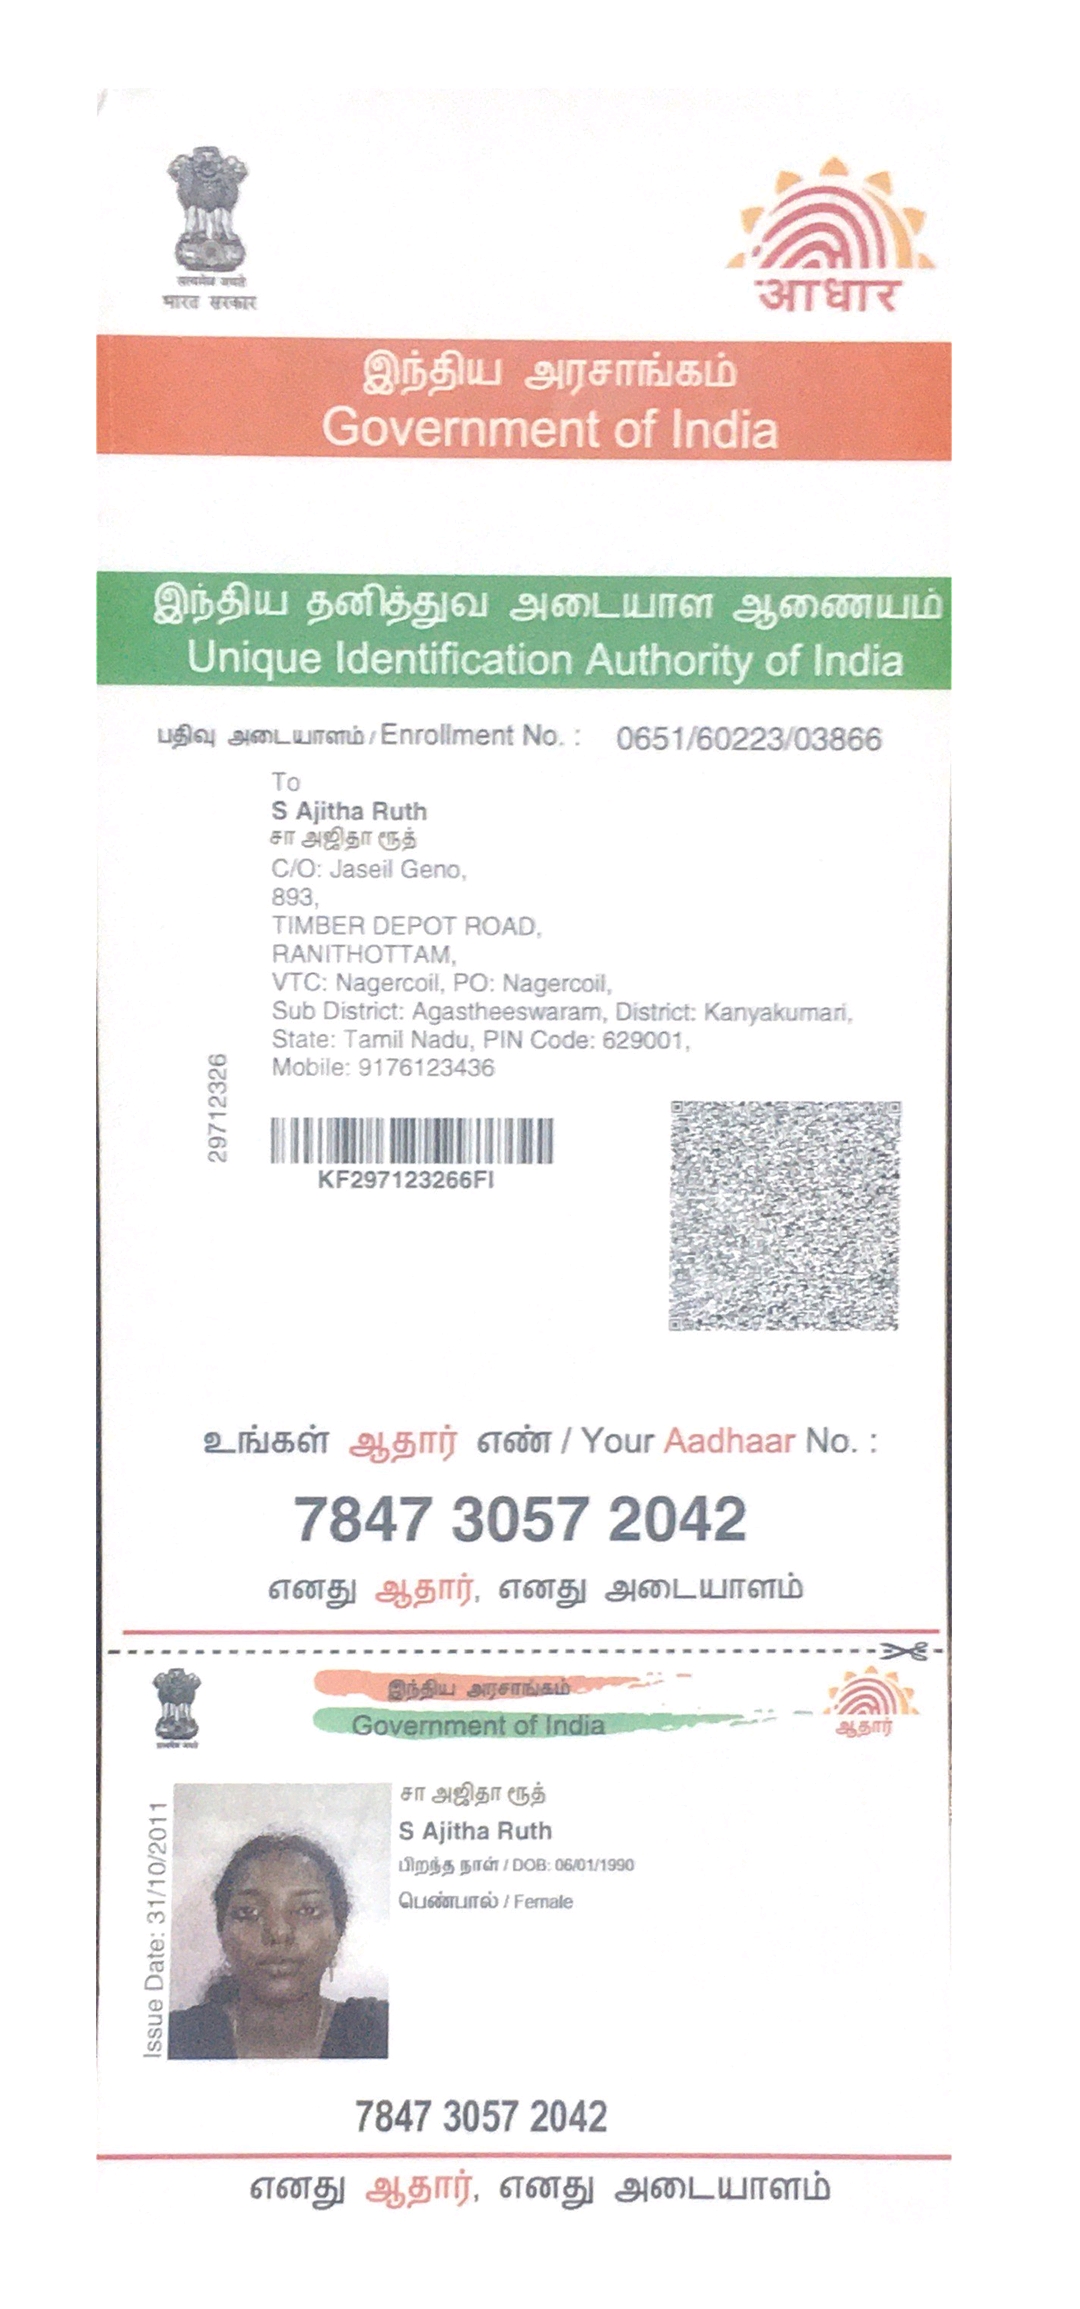 सत्यमेव जयते
भारत सरकार
आधार
இந்திய அரசாங்கம்
Government of India
இந்திய தனித்துவ அடையாள ஆணையம்
Unique Identification Authority of India
பதிவு அடையாளம் / Enrollment No. : 0651/60223/03866
To
S Ajitha Ruth
சா அஜிதா ரூத்
C/O: Jaseil Geno,
893,
TIMBER DEPOT ROAD,
RANITHOTTAM,
VTC: Nagercoil, PO: Nagercoil,
Sub District: Agastheeswaram, District: Kanyakumari,
State: Tamil Nadu, PIN Code: 629001,
Mobile: 9176123436
29712326
KF297123266FI
உங்கள் ஆதார் எண் / Your Aadhaar No. :
7847 3057 2042
எனது ஆதார், எனது அடையாளம்
सत्यमेव जयते
இந்திய அரசாங்கம்
Government of India
ஆதார்
Issue Date: 31/10/2011
சா அஜிதா ரூத்
S Ajitha Ruth
பிறந்த நாள் / DOB: 06/01/1990
பெண்பால் / Female
7847 3057 2042
எனது ஆதார், எனது அடையாளம்